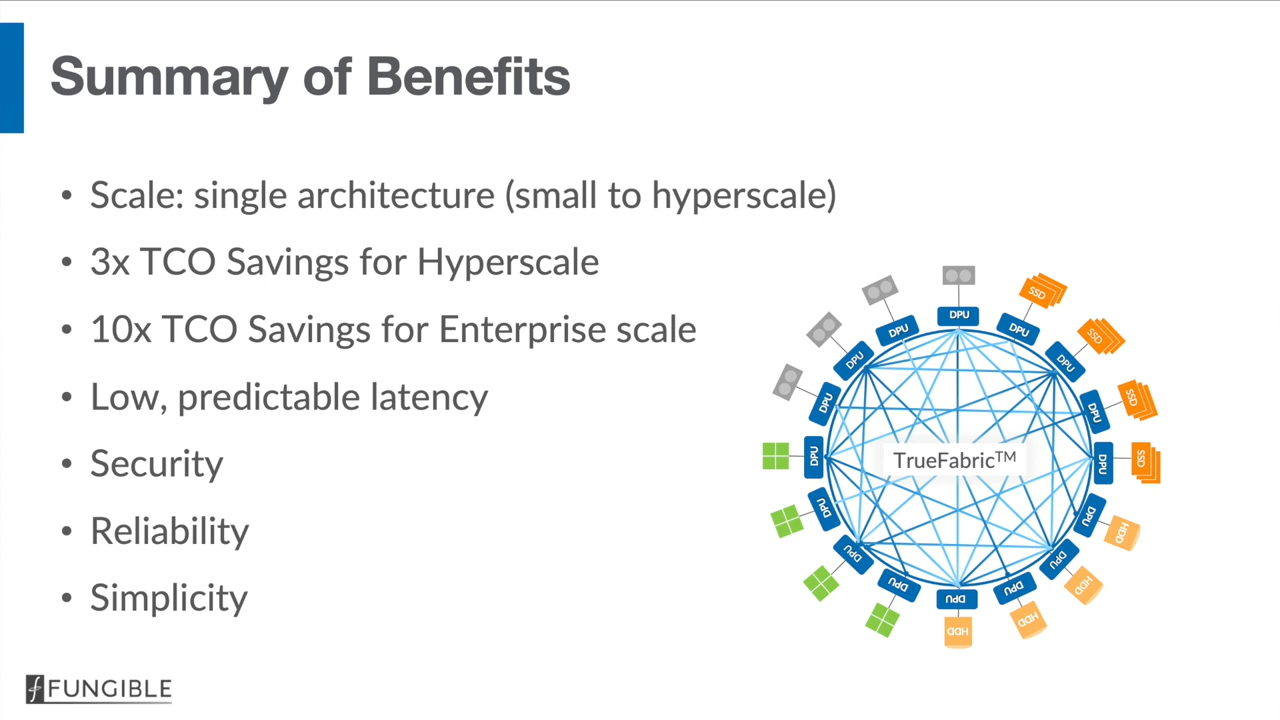 Summary of Benefits
• Scale: single architecture (small to hyperscale)
• 3x TCO Savings for Hyperscale
• 10x TCO Savings for Enterprise scale
• Low, predictable latency
• Security
• Reliability
• Simplicity
DPU
DPU
SSD
DPU
SSD
DPU
SSD
DPU
SSD
DPU
HDD
DPU
HDD
DPU
HDD
DPU
HDD
DPU
DPU
DPU
DPU
DPU
DPU
DPU
TrueFabric™
FUNGIBLE